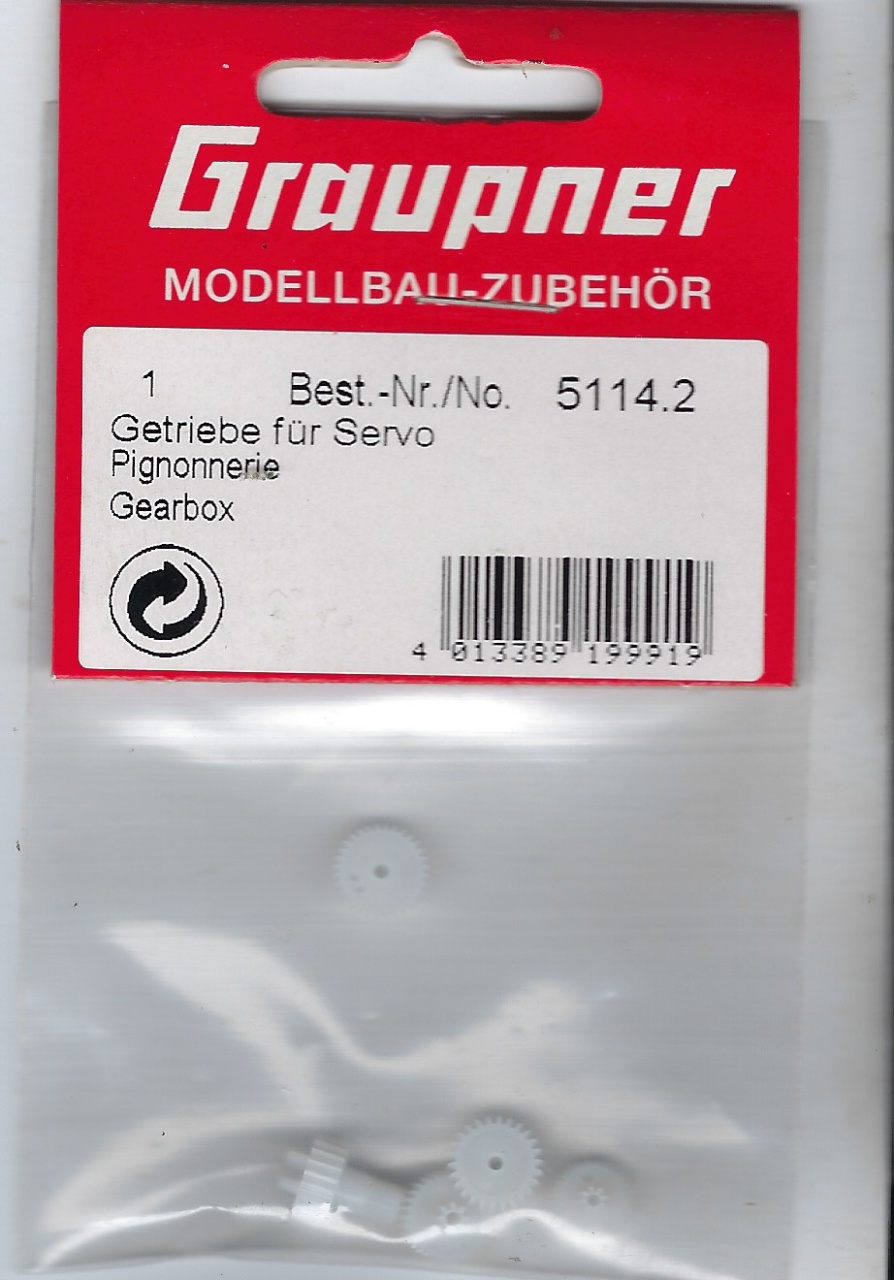 Graupner
MODELLBAU-ZUBEHÖR
1 Best.-Nr./No. 5114.2
Getriebe für Servo
Pignonnerie
Gearbox
4 013389 199919